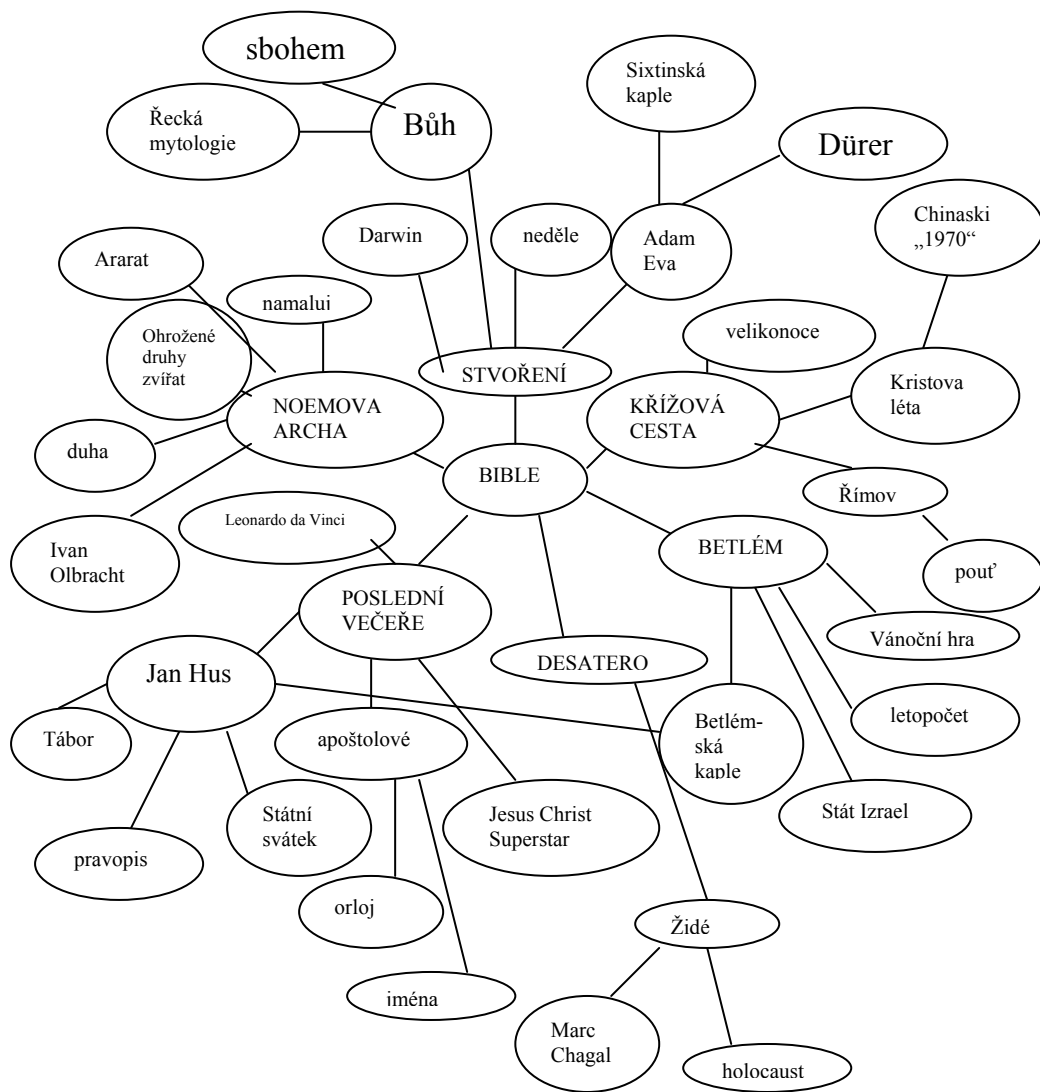 sbohem
Sixtinská
kaple
Řecká
mytologie
Bůh
Dürer
Chinaski
„1970“
Darwin
neděle
Adam
Eva
Ararat
namaluj
velikonoce
Ohrožené
druhy
zvířat
STVOŘENÍ
Kristova
léta
NOEMOVA
ARCHA
KŘÍŽOVÁ
CESTA
duha
BIBLE
Římov
Leonardo da Vinci
Ivan
Olbracht
BETLÉM
pouť
POSLEDNÍ
VEČEŘE
Vánoční hra
DESATERO
Jan Hus
letopočet
Tábor
apoštolové
Betlém-
ská
kaple
Státní
svátek
Jesus Christ
Superstar
Stát Izrael
pravopis
orloj
Židé
iména
Marc
Chagal
holocaust